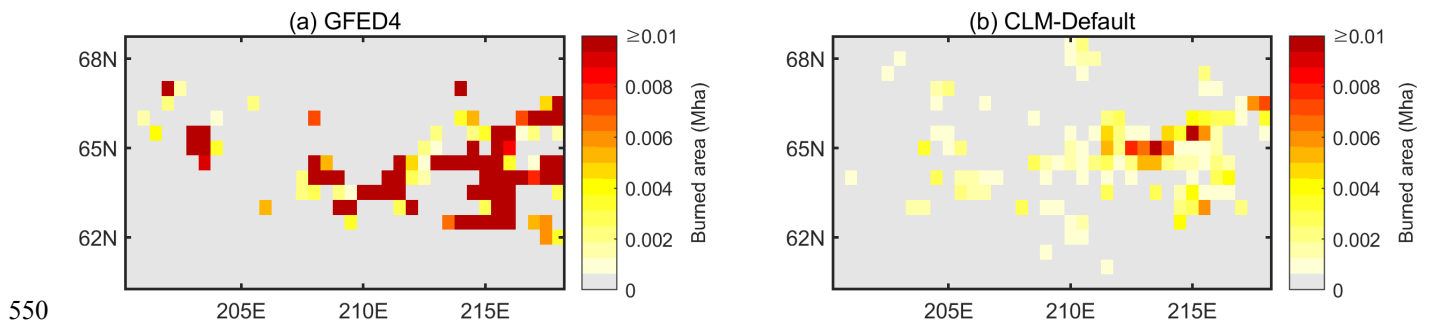 (a) GFED4
68N
65N
62N
205E 210E 215E
≥0.01
0.008
0.006
0.004
0.002
0
Burned area (Mha)
(b) CLM-Default
68N
65N
62N
205E 210E 215E
≥0.01
0.008
0.006
0.004
0.002
0
Burned area (Mha)
550